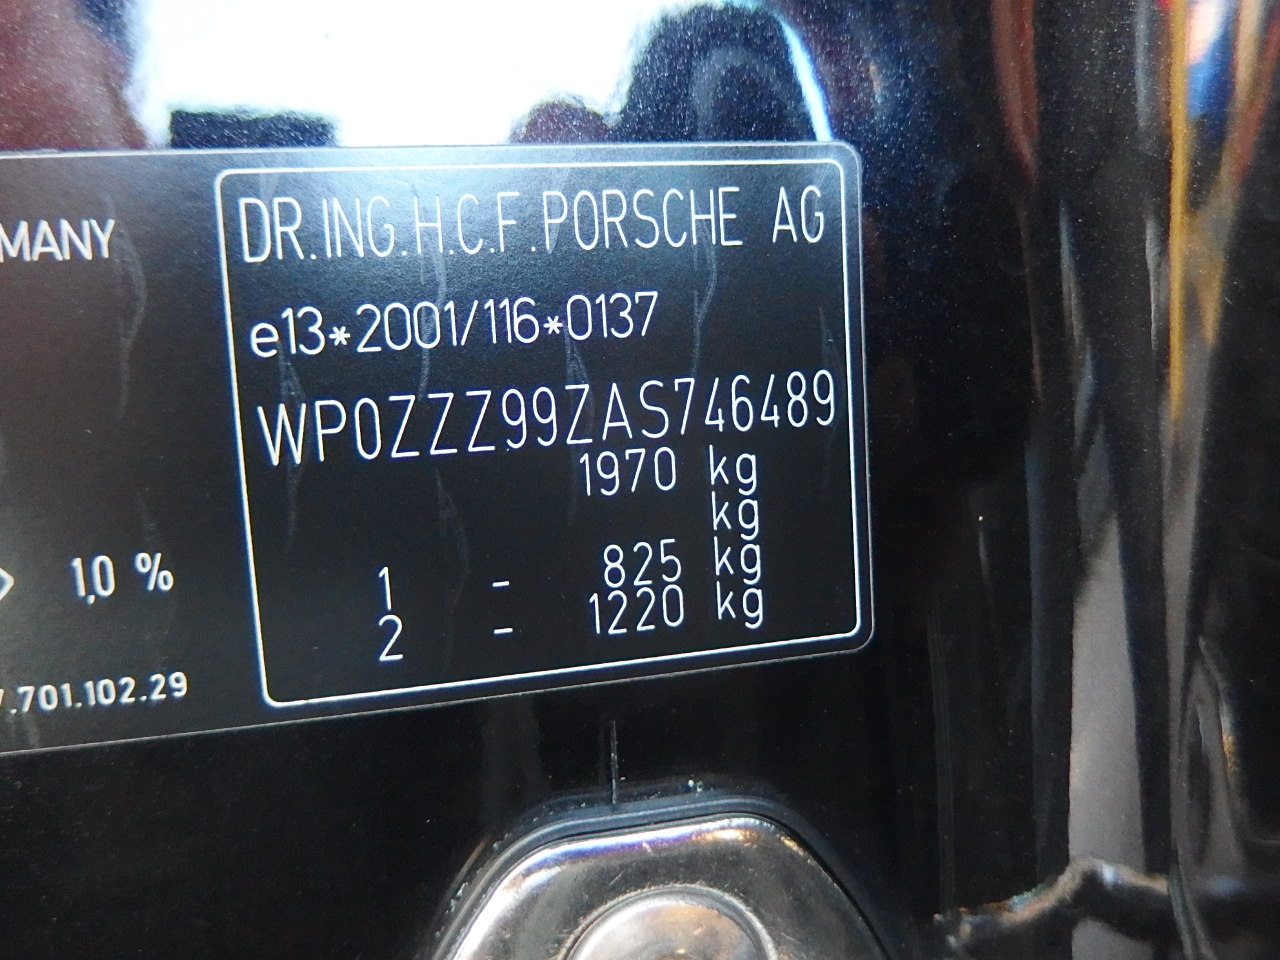 MANY
1,0 %
.701.102.29
DR.ING.H.C.F.PORSCHE AG
e13*2001/116*0137
WP0ZZZ99ZAS746489
1970 kg
kg
1 - 825 kg
2 - 1220 kg